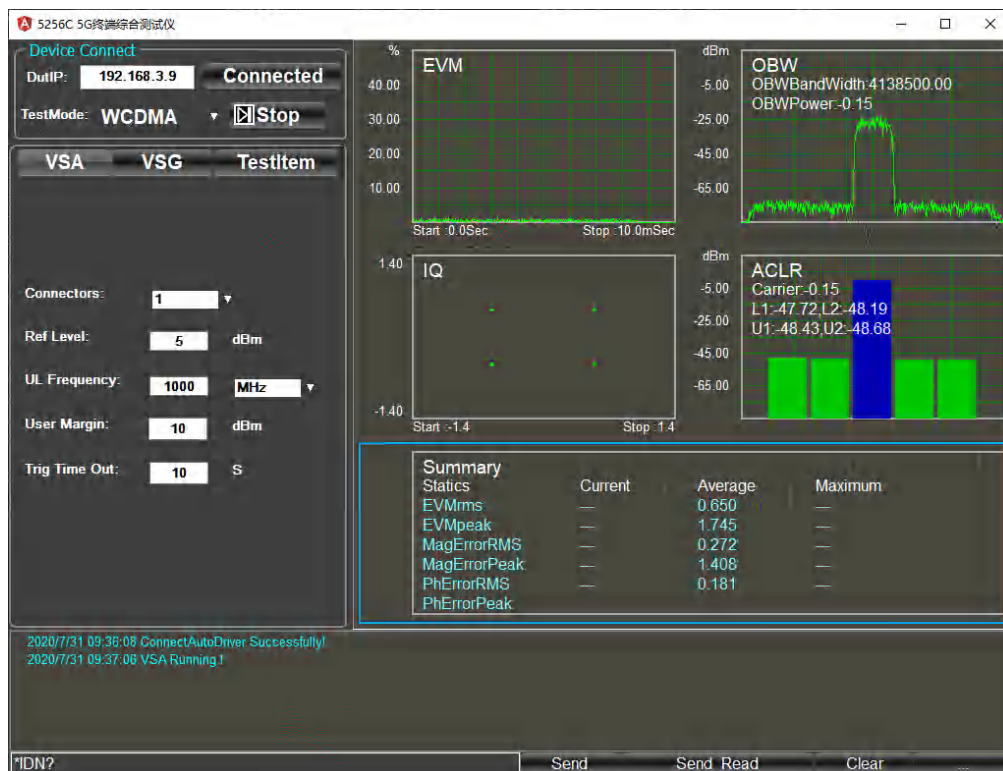 5256C 5G终端综合测试仪
Device Connect
DutIP: 192.168.3.9 Connected
TestMode: WCDMA Stop
VSA VSG TestItem
Connectors: 1
Ref Level: 5 dBm
UL Frequency: 1000 MHz
User Margin: 10 dBm
Trig Time Out: 10 S
%
40.00
30.00
20.00
10.00
EVM
Start :0.0Sec Stop :10.0mSec
dBm
-5.00
-25.00
-45.00
-65.00
OBW
OBWBandWidth:4138500.00
OBWPower:-0.15
1.40
-1.40
IQ
Start :-1.4 Stop :1.4
dBm
-5.00
-25.00
-45.00
-65.00
ACLR
Carrier:-0.15
L1:-47.72,L2:-48.19
U1:-48.43,U2:-48.68
Summary
Statics Current Average Maximum
EVMrms --- 0.650 ---
EVMpeak --- 1.745 ---
MagErrorRMS --- 0.272 ---
MagErrorPeak --- 1.408 ---
PhErrorRMS --- 0.181 ---
PhErrorPeak
2020/7/31 09:36:08 ConnectAutoDriver Successfully!
2020/7/31 09:37:06 VSA Running !
*IDN? Send Send Read Clear ...